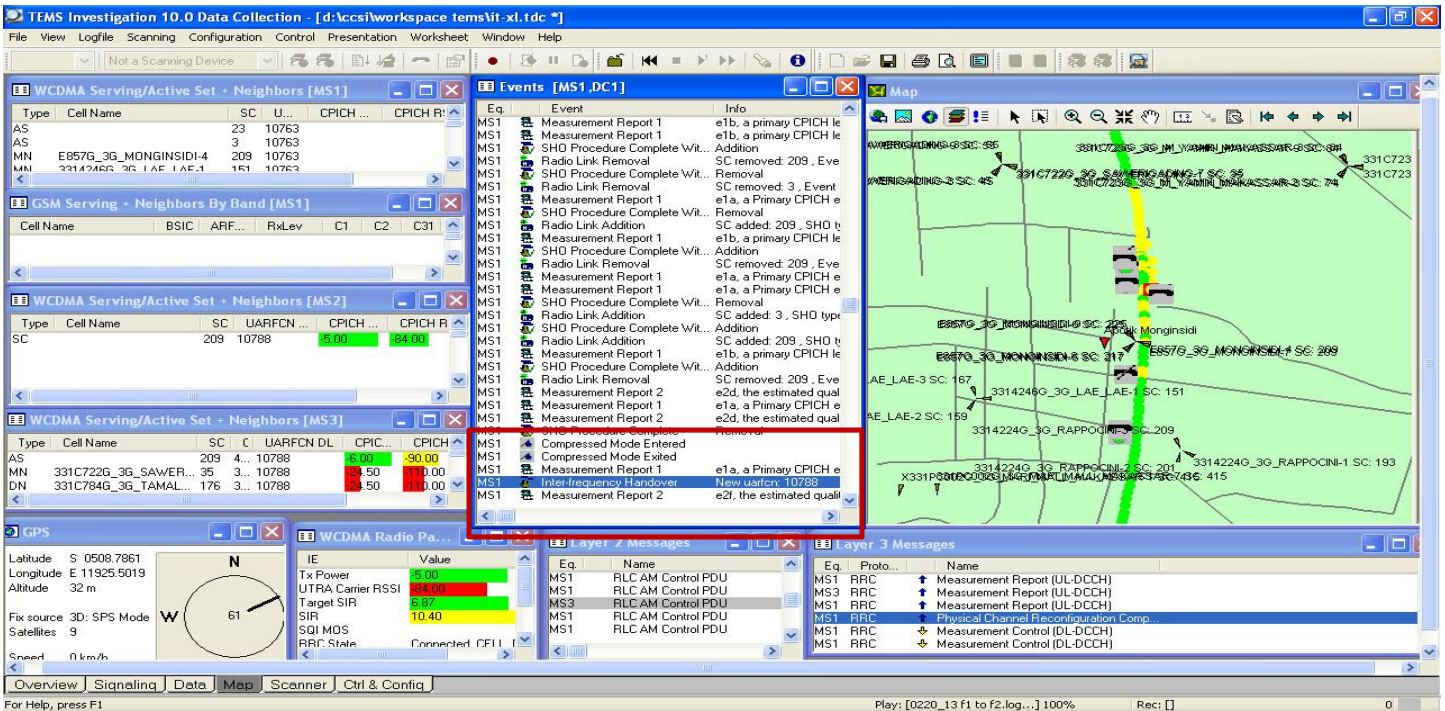 TEMS Investigation 10.0 Data Collection - [d:\ccsi\workspace tems\it-xl.tdc *]
File View Logfile Scanning Configuration Control Presentation Worksheet Window Help
Not a Scanning Device
WCDMA Serving/Active Set + Neighbors [MS1]
Type Cell Name SC U... CPICH ... CPICH R
AS 23 10763
AS 3 10763
MN E857G_3G_MONGINSIDI-4 209 10763
MN 3314246G_3G_LAE_LAE-1 151 10763
GSM Serving + Neighbors By Band [MS1]
Cell Name BSIC ARF... RxLev C1 C2 C31
WCDMA Serving/Active Set + Neighbors [MS2]
Type Cell Name SC UARFCN ... CPICH ... CPICH R
SC 209 10788 -5.00 -84.00
WCDMA Serving/Active Set + Neighbors [MS3]
Type Cell Name SC C UARFCN DL CPIC... CPICH
AS 209 4... 10788 -6.00 -90.00
MN 331C722G_3G_SAWER... 35 3... 10788 -24.50 -110.00
DN 331C784G_3G_TAMAL... 176 3... 10788 -24.50 -110.00
GPS
Latitude S 0508.7861
Longitude E 11925.5019
Altitude 32 m
Fix source 3D: SPS Mode
Satellites 9
Speed 0 km/h
N
W
61
WCDMA Radio Pa...
IE Value
Tx Power -5.00
UTRA Carrier RSSI -84.00
Target SIR 6.87
SIR 10.40
SQI MOS
RRC State Connected, CELL_
Events [MS1,DC1]
Eq. Event Info
MS1 Measurement Report 1 e1b, a primary CPICH le
MS1 SHO Procedure Complete Wit... Addition
MS1 Radio Link Removal SC removed: 209 , Eve
MS1 SHO Procedure Complete Wit... Removal
MS1 Radio Link Removal SC removed: 3 , Event
MS1 Measurement Report 1 e1a, a primary CPICH e
MS1 SHO Procedure Complete Wit... Removal
MS1 Radio Link Addition SC added: 209 , SHO ty
MS1 Measurement Report 1 e1b, a primary CPICH le
MS1 SHO Procedure Complete Wit... Addition
MS1 Radio Link Removal SC removed: 209 , Eve
MS1 Measurement Report 1 e1a, a Primary CPICH e
MS1 Measurement Report 1 e1a, a Primary CPICH e
MS1 SHO Procedure Complete Wit... Removal
MS1 Radio Link Addition SC added: 3 , SHO type
MS1 SHO Procedure Complete Wit... Addition
MS1 Radio Link Addition SC added: 209 , SHO ty
MS1 Measurement Report 1 e1b, a primary CPICH le
MS1 SHO Procedure Complete Wit... Addition
MS1 Radio Link Removal SC removed: 209 , Eve
MS1 Measurement Report 2 e2d, the estimated qual
MS1 Measurement Report 1 e1a, a Primary CPICH e
MS1 Measurement Report 2 e2d, the estimated qual
MS1 SHO Procedure Complete Removal
MS1 Compressed Mode Entered
MS1 Compressed Mode Exited
MS1 Measurement Report 1 e1a, a Primary CPICH e
MS1 Inter-frequency Handover New uarfcn: 10788
MS1 Measurement Report 2 e2f, the estimated quali
Layer 2 Messages
Eq. Name
MS1 RLC AM Control PDU
MS1 RLC AM Control PDU
MS3 RLC AM Control PDU
MS1 RLC AM Control PDU
MS1 RLC AM Control PDU
Map
331C723
331C723
331C722G_3G_SAWERIGADING-7 SC: 35
E857G_3G_MONGINSIDI-6 SC: 217
Monginsidi
E857G_3G_MONGINSIDI-4 SC: 209
AE_LAE-3 SC: 167
3314246G_3G_LAE_LAE-1 SC: 151
AE_LAE-2 SC: 159
3314224G_3G_RAPPOCINI-3 SC: 209
3314224G_3G_RAPPOCINI-2 SC: 201
3314224G_3G_RAPPOCINI-1 SC: 193
Layer 3 Messages
Eq. Proto... Name
MS1 RRC Measurement Report (UL-DCCH)
MS3 RRC Measurement Report (UL-DCCH)
MS1 RRC Measurement Report (UL-DCCH)
MS1 RRC Physical Channel Reconfiguration Comp...
MS1 RRC Measurement Control (DL-DCCH)
MS1 RRC Measurement Control (DL-DCCH)
Overview Signaling Data Map Scanner Ctrl & Config
For Help, press F1
Play: [0220_13 f1 to f2.log...] 100%
Rec: []
0